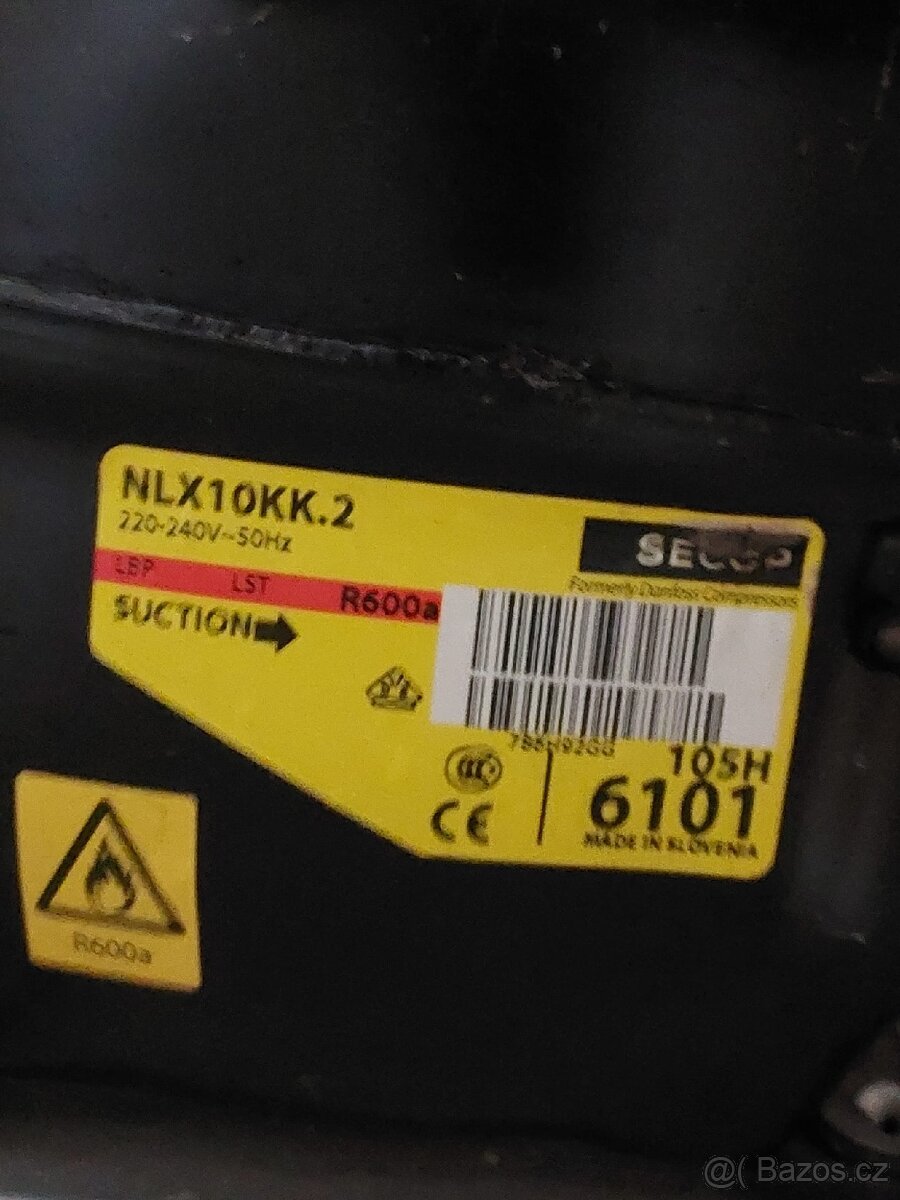 NLX10KK.2
220-240V~50Hz
SECOP
Formerly Danfoss Compressors
LBP LST R600a
SUCTION
105H
6101
CE
MADE IN SLOVENIA
R600a
@( Bazos.cz